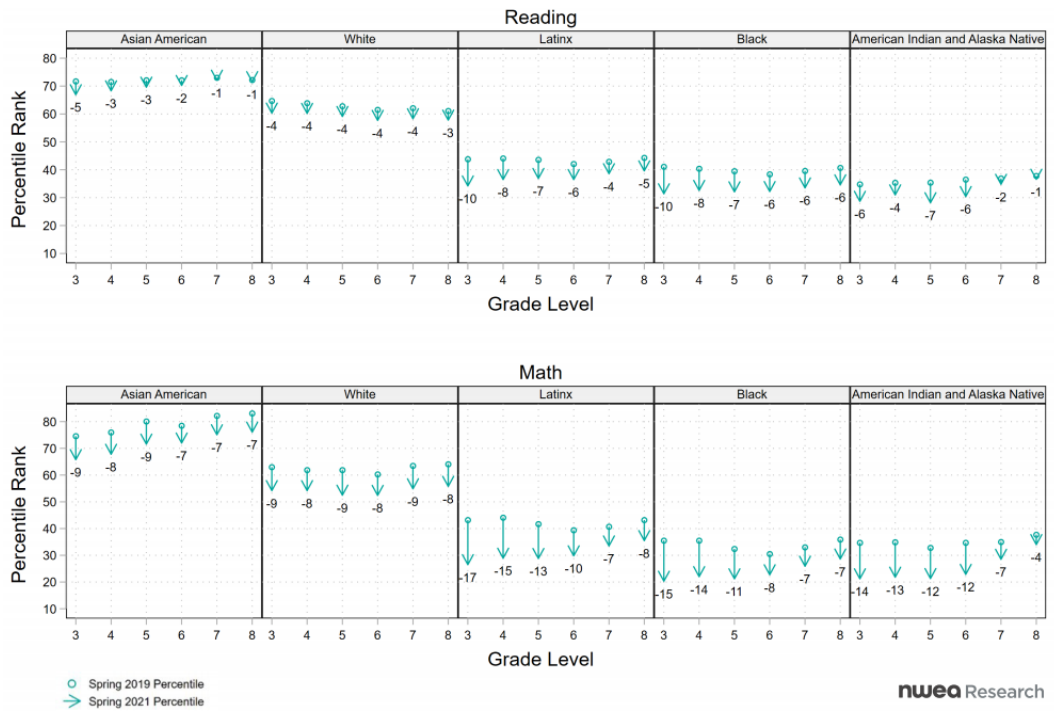 Reading
Asian American White Latinx Black American Indian and Alaska Native
Percentile Rank
80
70
60
50
40
30
20
10
-5 -3 -3 -2 -1 -1
-4 -4 -4 -4 -4 -3
-10 -8 -7 -6 -4 -5
-10 -8 -7 -6 -6 -6
-6 -4 -7 -6 -2 -1
3 4 5 6 7 8 3 4 5 6 7 8 3 4 5 6 7 8 3 4 5 6 7 8 3 4 5 6 7 8
Grade Level
Math
Asian American White Latinx Black American Indian and Alaska Native
Percentile Rank
80
70
60
50
40
30
20
10
-9 -8 -9 -7 -7 -7
-9 -8 -9 -8 -9 -8
-17 -15 -13 -10 -7 -8
-15 -14 -11 -8 -7 -7
-14 -13 -12 -12 -7 -4
3 4 5 6 7 8 3 4 5 6 7 8 3 4 5 6 7 8 3 4 5 6 7 8 3 4 5 6 7 8
Grade Level
Spring 2019 Percentile
Spring 2021 Percentile
nwea Research